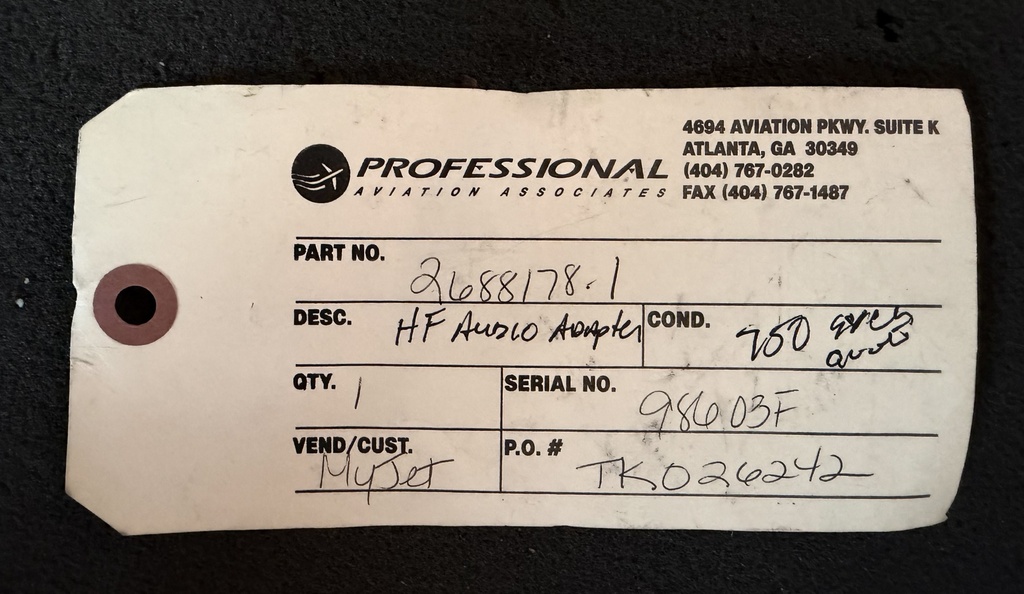 4694 AVIATION PKWY. SUITE K
ATLANTA, GA 30349
(404) 767-0282
FAX (404) 767-1487
PROFESSIONAL
AVIATION ASSOCIATES
PART NO. 2688178-1
DESC. HF Audio Adapter COND.
QTY. 1 SERIAL NO. 98603F
VEND/CUST. MyJet P.O. # TKO26242